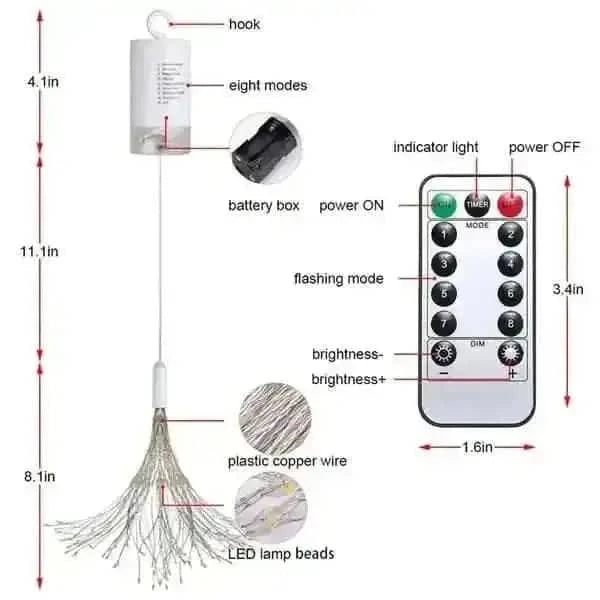 hook
4.1in
eight modes
battery box
11.1in
8.1in
plastic copper wire
LED lamp beads
indicator light
power OFF
power ON
TIMER
MODE
1
2
flashing mode
3
4
5
6
7
8
3.4in
DIM
brightness-
brightness+
−
+
1.6in